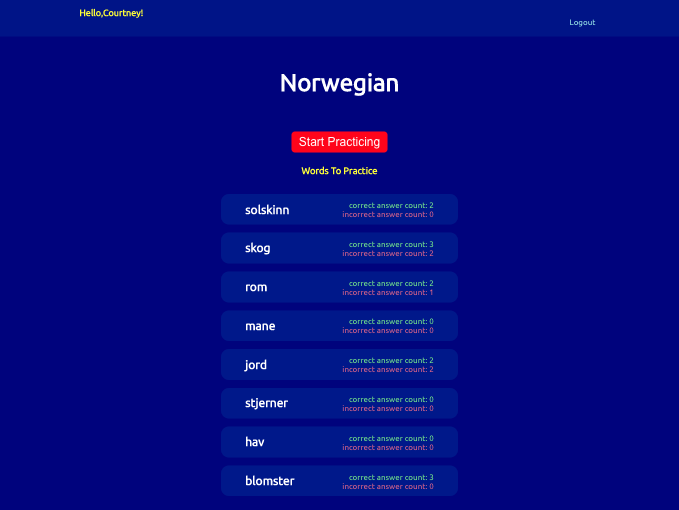 Hello,Courtney!
Logout
Norwegian
Start Practicing
Words To Practice
solskinn
correct answer count: 2
incorrect answer count: 0
skog
correct answer count: 3
incorrect answer count: 2
rom
correct answer count: 2
incorrect answer count: 1
mane
correct answer count: 0
incorrect answer count: 0
jord
correct answer count: 2
incorrect answer count: 2
stjerner
correct answer count: 0
incorrect answer count: 0
hav
correct answer count: 0
incorrect answer count: 0
blomster
correct answer count: 3
incorrect answer count: 0